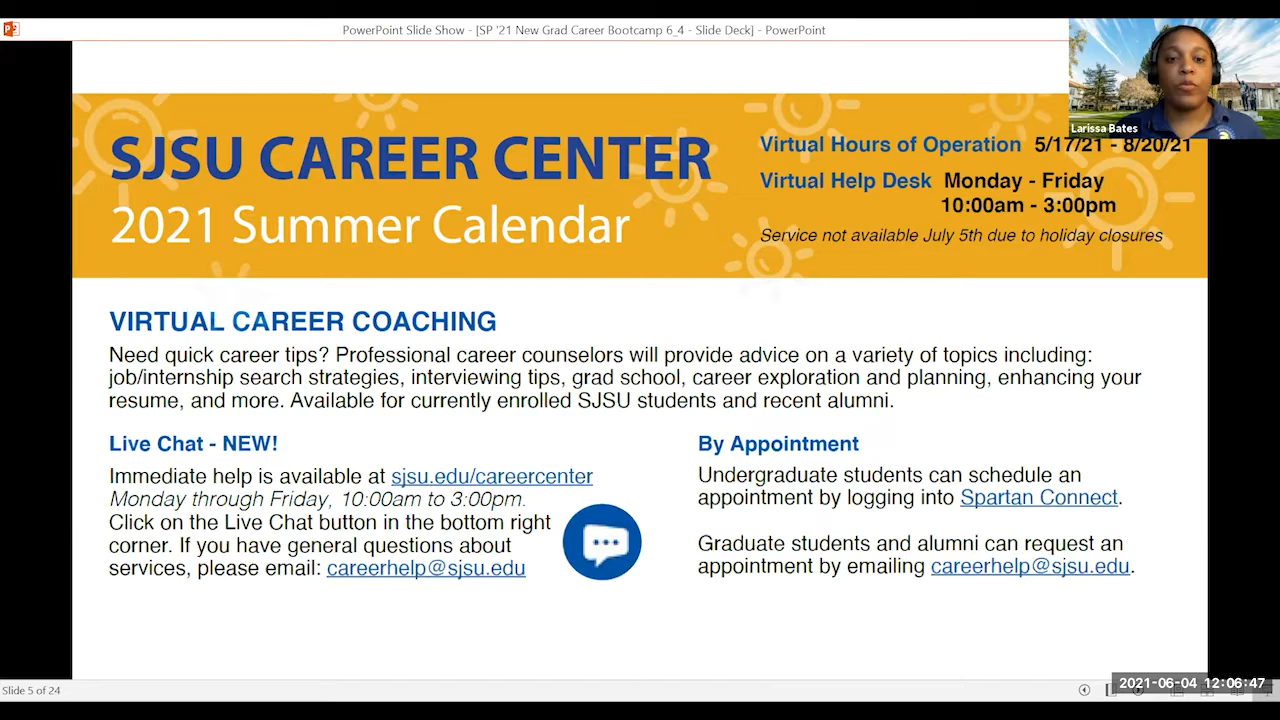 PowerPoint Slide Show - [SP '21 New Grad Career Bootcamp 6_4 - Slide Deck] - PowerPoint
Larissa Bates
SJSU CAREER CENTER
2021 Summer Calendar
Virtual Hours of Operation 5/17/21 - 8/20/21
Virtual Help Desk Monday - Friday
10:00am - 3:00pm
Service not available July 5th due to holiday closures
VIRTUAL CAREER COACHING
Need quick career tips? Professional career counselors will provide advice on a variety of topics including:
job/internship search strategies, interviewing tips, grad school, career exploration and planning, enhancing your
resume, and more. Available for currently enrolled SJSU students and recent alumni.
Live Chat - NEW!
Immediate help is available at sjsu.edu/careercenter
Monday through Friday, 10:00am to 3:00pm.
Click on the Live Chat button in the bottom right
corner. If you have general questions about
services, please email: careerhelp@sjsu.edu
By Appointment
Undergraduate students can schedule an
appointment by logging into Spartan Connect.
Graduate students and alumni can request an
appointment by emailing careerhelp@sjsu.edu.
Slide 5 of 24
2021-06-04 12:06:47